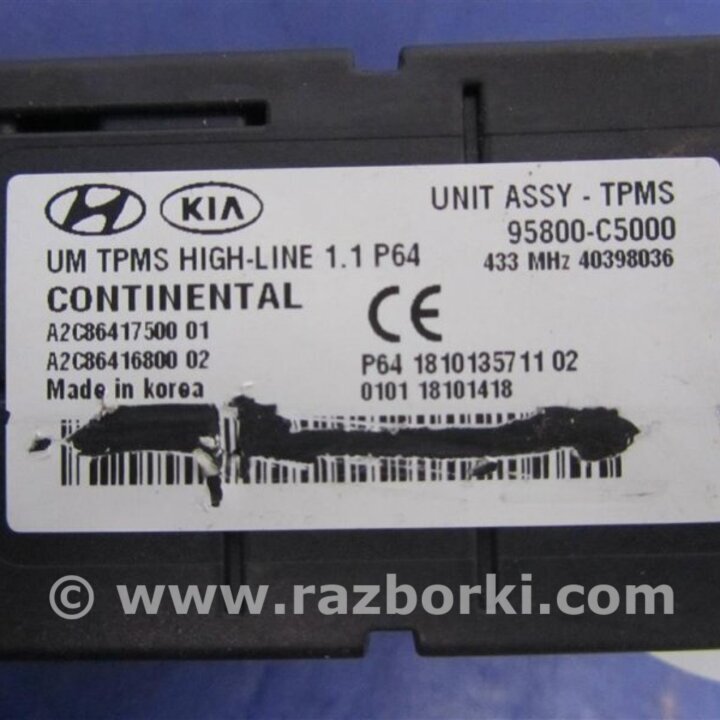 KIA
UNIT ASSY - TPMS
95800-C5000
UM TPMS HIGH-LINE 1.1 P64
433 MHz 40398036
CONTINENTAL
CE
A2C86417500 01
A2C86416800 02
P64 1810135711 02
Made in korea
0101 18101418
© www.razborki.com